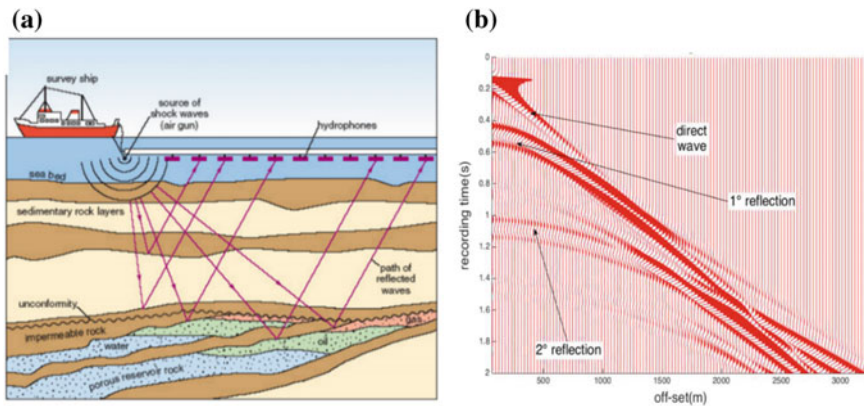 (a)
survey ship
source of
shock waves
(air gun)
hydrophones
sea bed
sedimentary rock layers
path of
reflected
waves
unconformity
impermeable rock
gas
water
oil
porous reservoir rock
(b)
0
0.2
0.4
0.6
0.8
1
1.2
1.4
1.6
1.8
2
recording time(s)
direct
wave
1° reflection
2° reflection
500
1000
1500
2000
2500
3000
off-set(m)